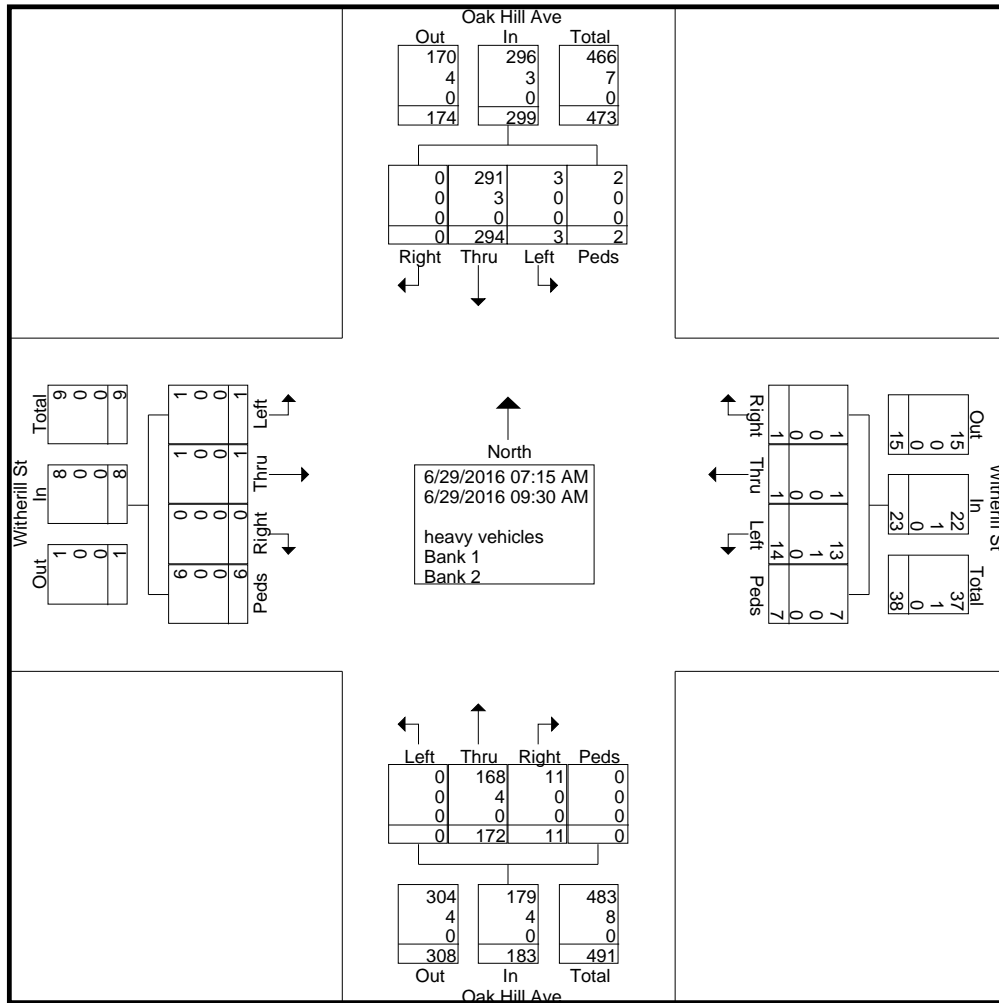 Oak Hill Ave
Out In Total
170 296 466
4 3 7
0 0 0
174 299 473
0 291 3 2
0 3 0 0
0 0 0 0
0 294 3 2
Right Thru Left Peds
Witherill St
Total In Out
9 8 1
0 0 0
0 0 0
9 8 1
Left Thru Right Peds
1 1 0 6
0 0 0 0
0 0 0 0
1 1 0 6
North
6/29/2016 07:15 AM
6/29/2016 09:30 AM
heavy vehicles
Bank 1
Bank 2
Right Thru Left Peds
1 1 13 7
0 0 1 0
0 0 0 0
1 1 14 7
Witherill St
Out In Total
15 22 37
0 1 1
0 0 0
15 23 38
Left Thru Right Peds
0 168 11 0
0 4 0 0
0 0 0 0
0 172 11 0
304 179 483
4 4 8
0 0 0
308 183 491
Out In Total
Oak Hill Ave